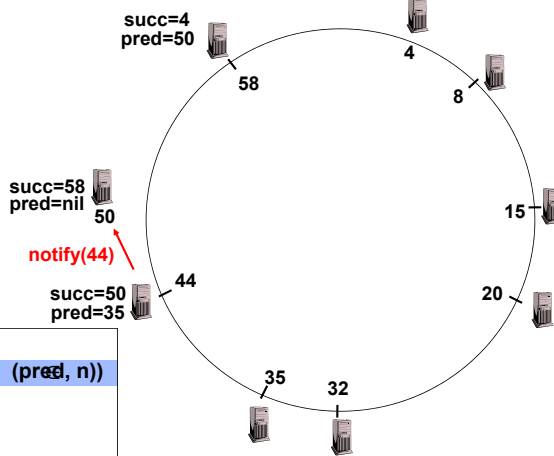 succ=4
pred=50
4
58
8
succ=58
pred=nil
50
15
notify(44)
44
succ=50
pred=35
20
(pred, n))
35
32